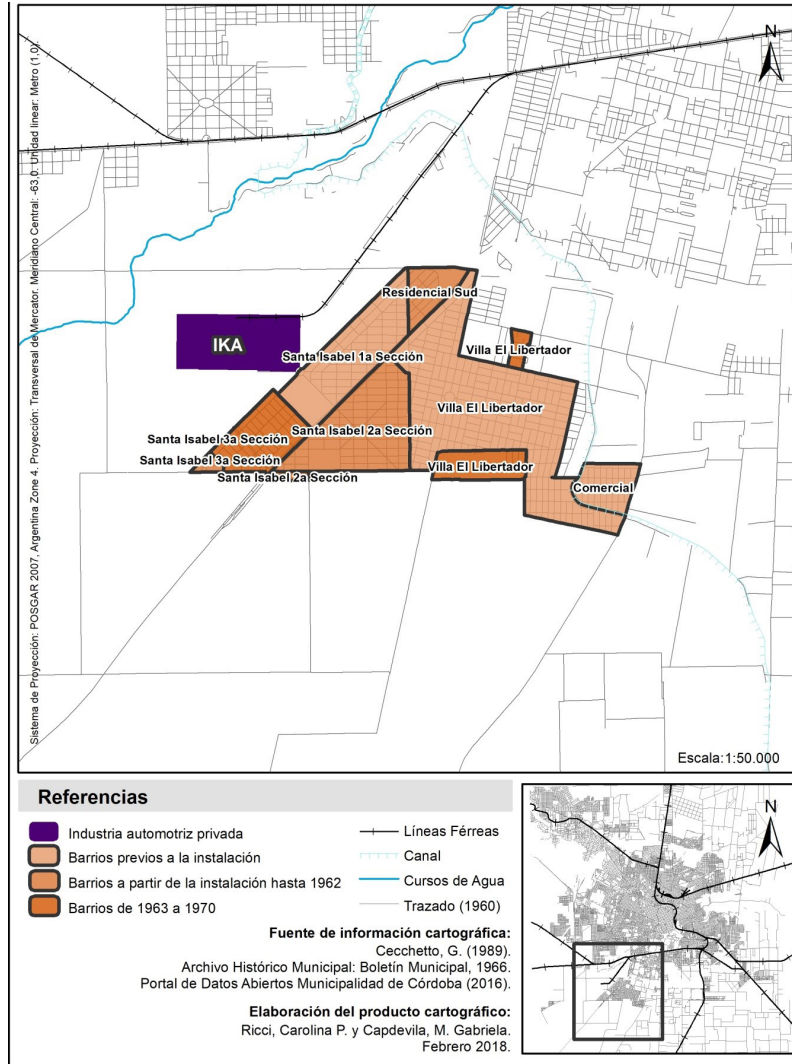 Sistema de Proyección: POSGAR 2007, Argentina Zone 4. Proyección: Transversal de Mercator. Meridiano Central: -63,0. Unidad linear: Metro (1,0).
N
Residencial Sud
IKA
Santa Isabel 1a Sección
Villa El Libertador
Villa El Libertador
Santa Isabel 2a Sección
Santa Isabel 3a Sección
Santa Isabel 3a Sección
Villa El Libertador
Santa Isabel 2a Sección
Comercial
Escala:1:50.000
Referencias
Industria automotriz privada
Barrios previos a la instalación
Barrios a partir de la instalación hasta 1962
Barrios de 1963 a 1970
Líneas Férreas
Canal
Cursos de Agua
Trazado (1960)
Fuente de información cartográfica:
Cecchetto, G. (1989).
Archivo Histórico Municipal: Boletín Municipal, 1966.
Portal de Datos Abiertos Municipalidad de Córdoba (2016).
Elaboración del producto cartográfico:
Ricci, Carolina P. y Capdevila, M. Gabriela.
Febrero 2018.
N